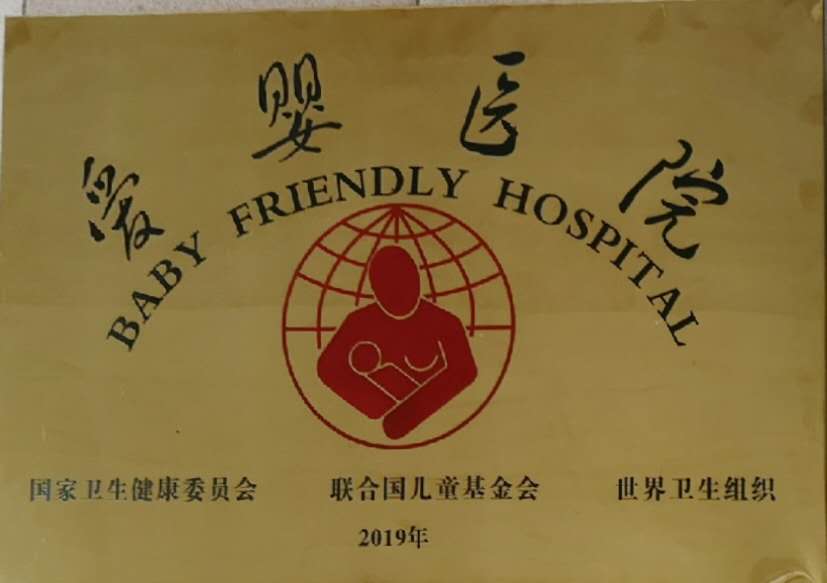 爱婴医院
BABY FRIENDLY HOSPITAL
国家卫生健康委员会 联合国儿童基金会 世界卫生组织
2019年